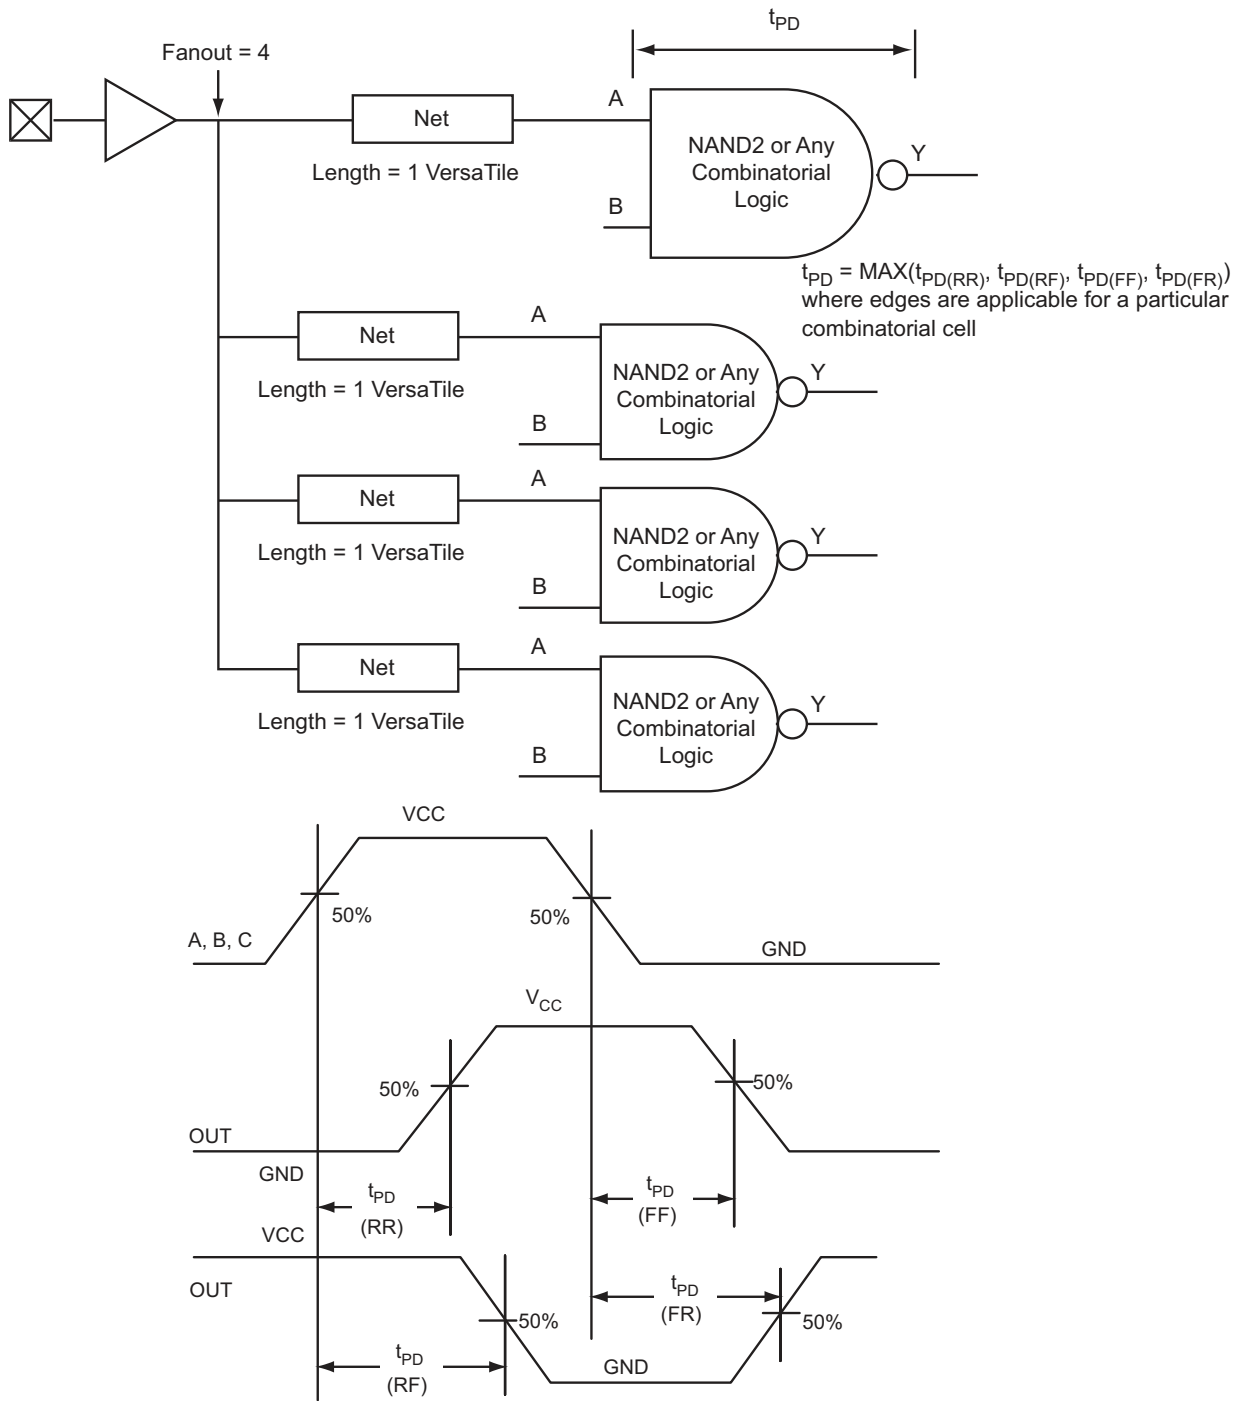 tPD
Fanout = 4
Net
A
Length = 1 VersaTile
NAND2 or Any
Combinatorial
Logic
Y
B
tPD = MAX(tPD(RR), tPD(RF), tPD(FF), tPD(FR))
where edges are applicable for a particular
combinatorial cell
Net
A
Length = 1 VersaTile
NAND2 or Any
Combinatorial
Logic
Y
B
Net
A
Length = 1 VersaTile
NAND2 or Any
Combinatorial
Logic
Y
B
Net
A
Length = 1 VersaTile
NAND2 or Any
Combinatorial
Logic
Y
B
VCC
50%
50%
A, B, C
GND
VCC
50%
50%
OUT
GND
tPD
(RR)
tPD
(FF)
VCC
OUT
tPD
(FR)
50%
50%
tPD
(RF)
GND